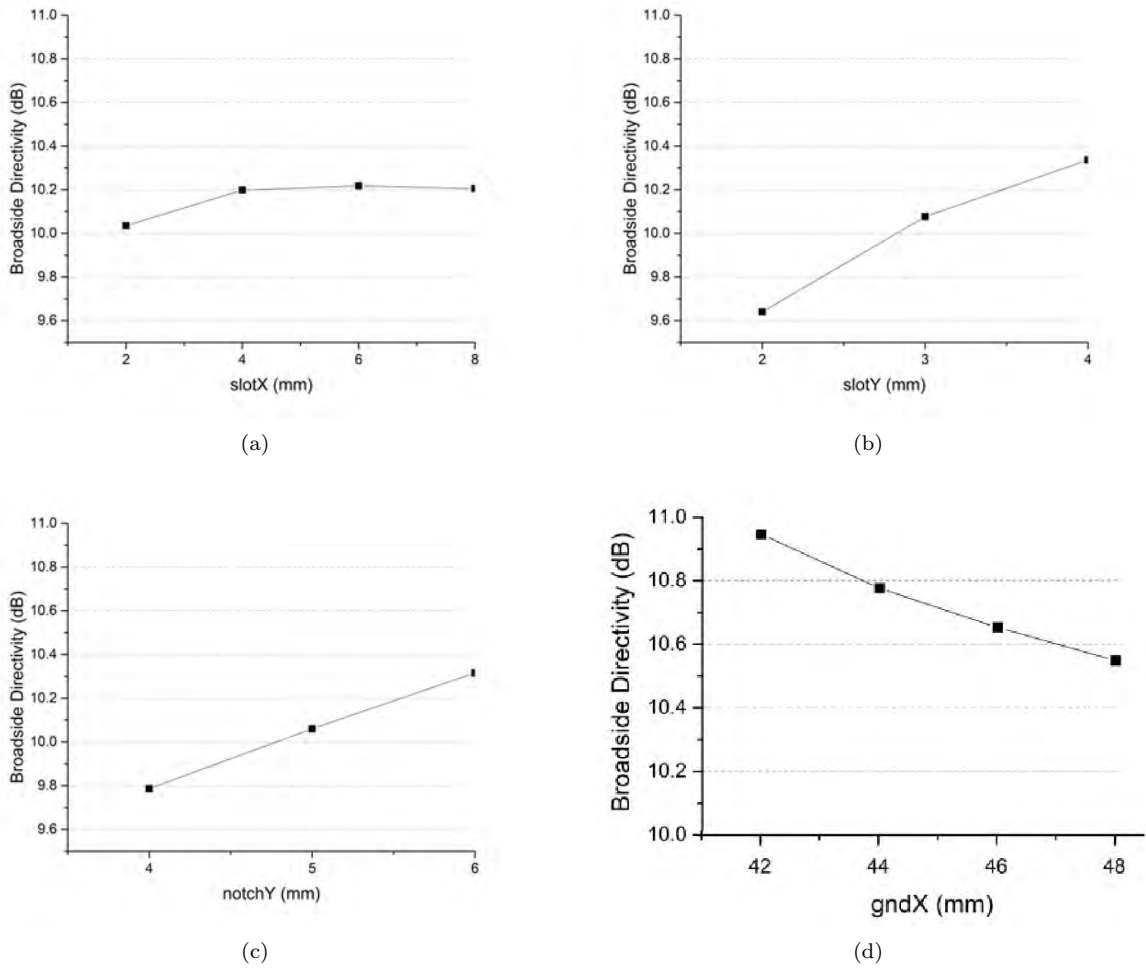 11.0
10.8
10.6
10.4
10.2
10.0
9.8
9.6
Broadside Directivity (dB)
2 4 6 8
slotX (mm)
(a)
11.0
10.8
10.6
10.4
10.2
10.0
9.8
9.6
Broadside Directivity (dB)
2 3 4
slotY (mm)
(b)
11.0
10.8
10.6
10.4
10.2
10.0
9.8
9.6
Broadside Directivity (dB)
4 5 6
notchY (mm)
(c)
11.0
10.8
10.6
10.4
10.2
10.0
Broadside Directivity (dB)
42 44 46 48
gndX (mm)
(d)